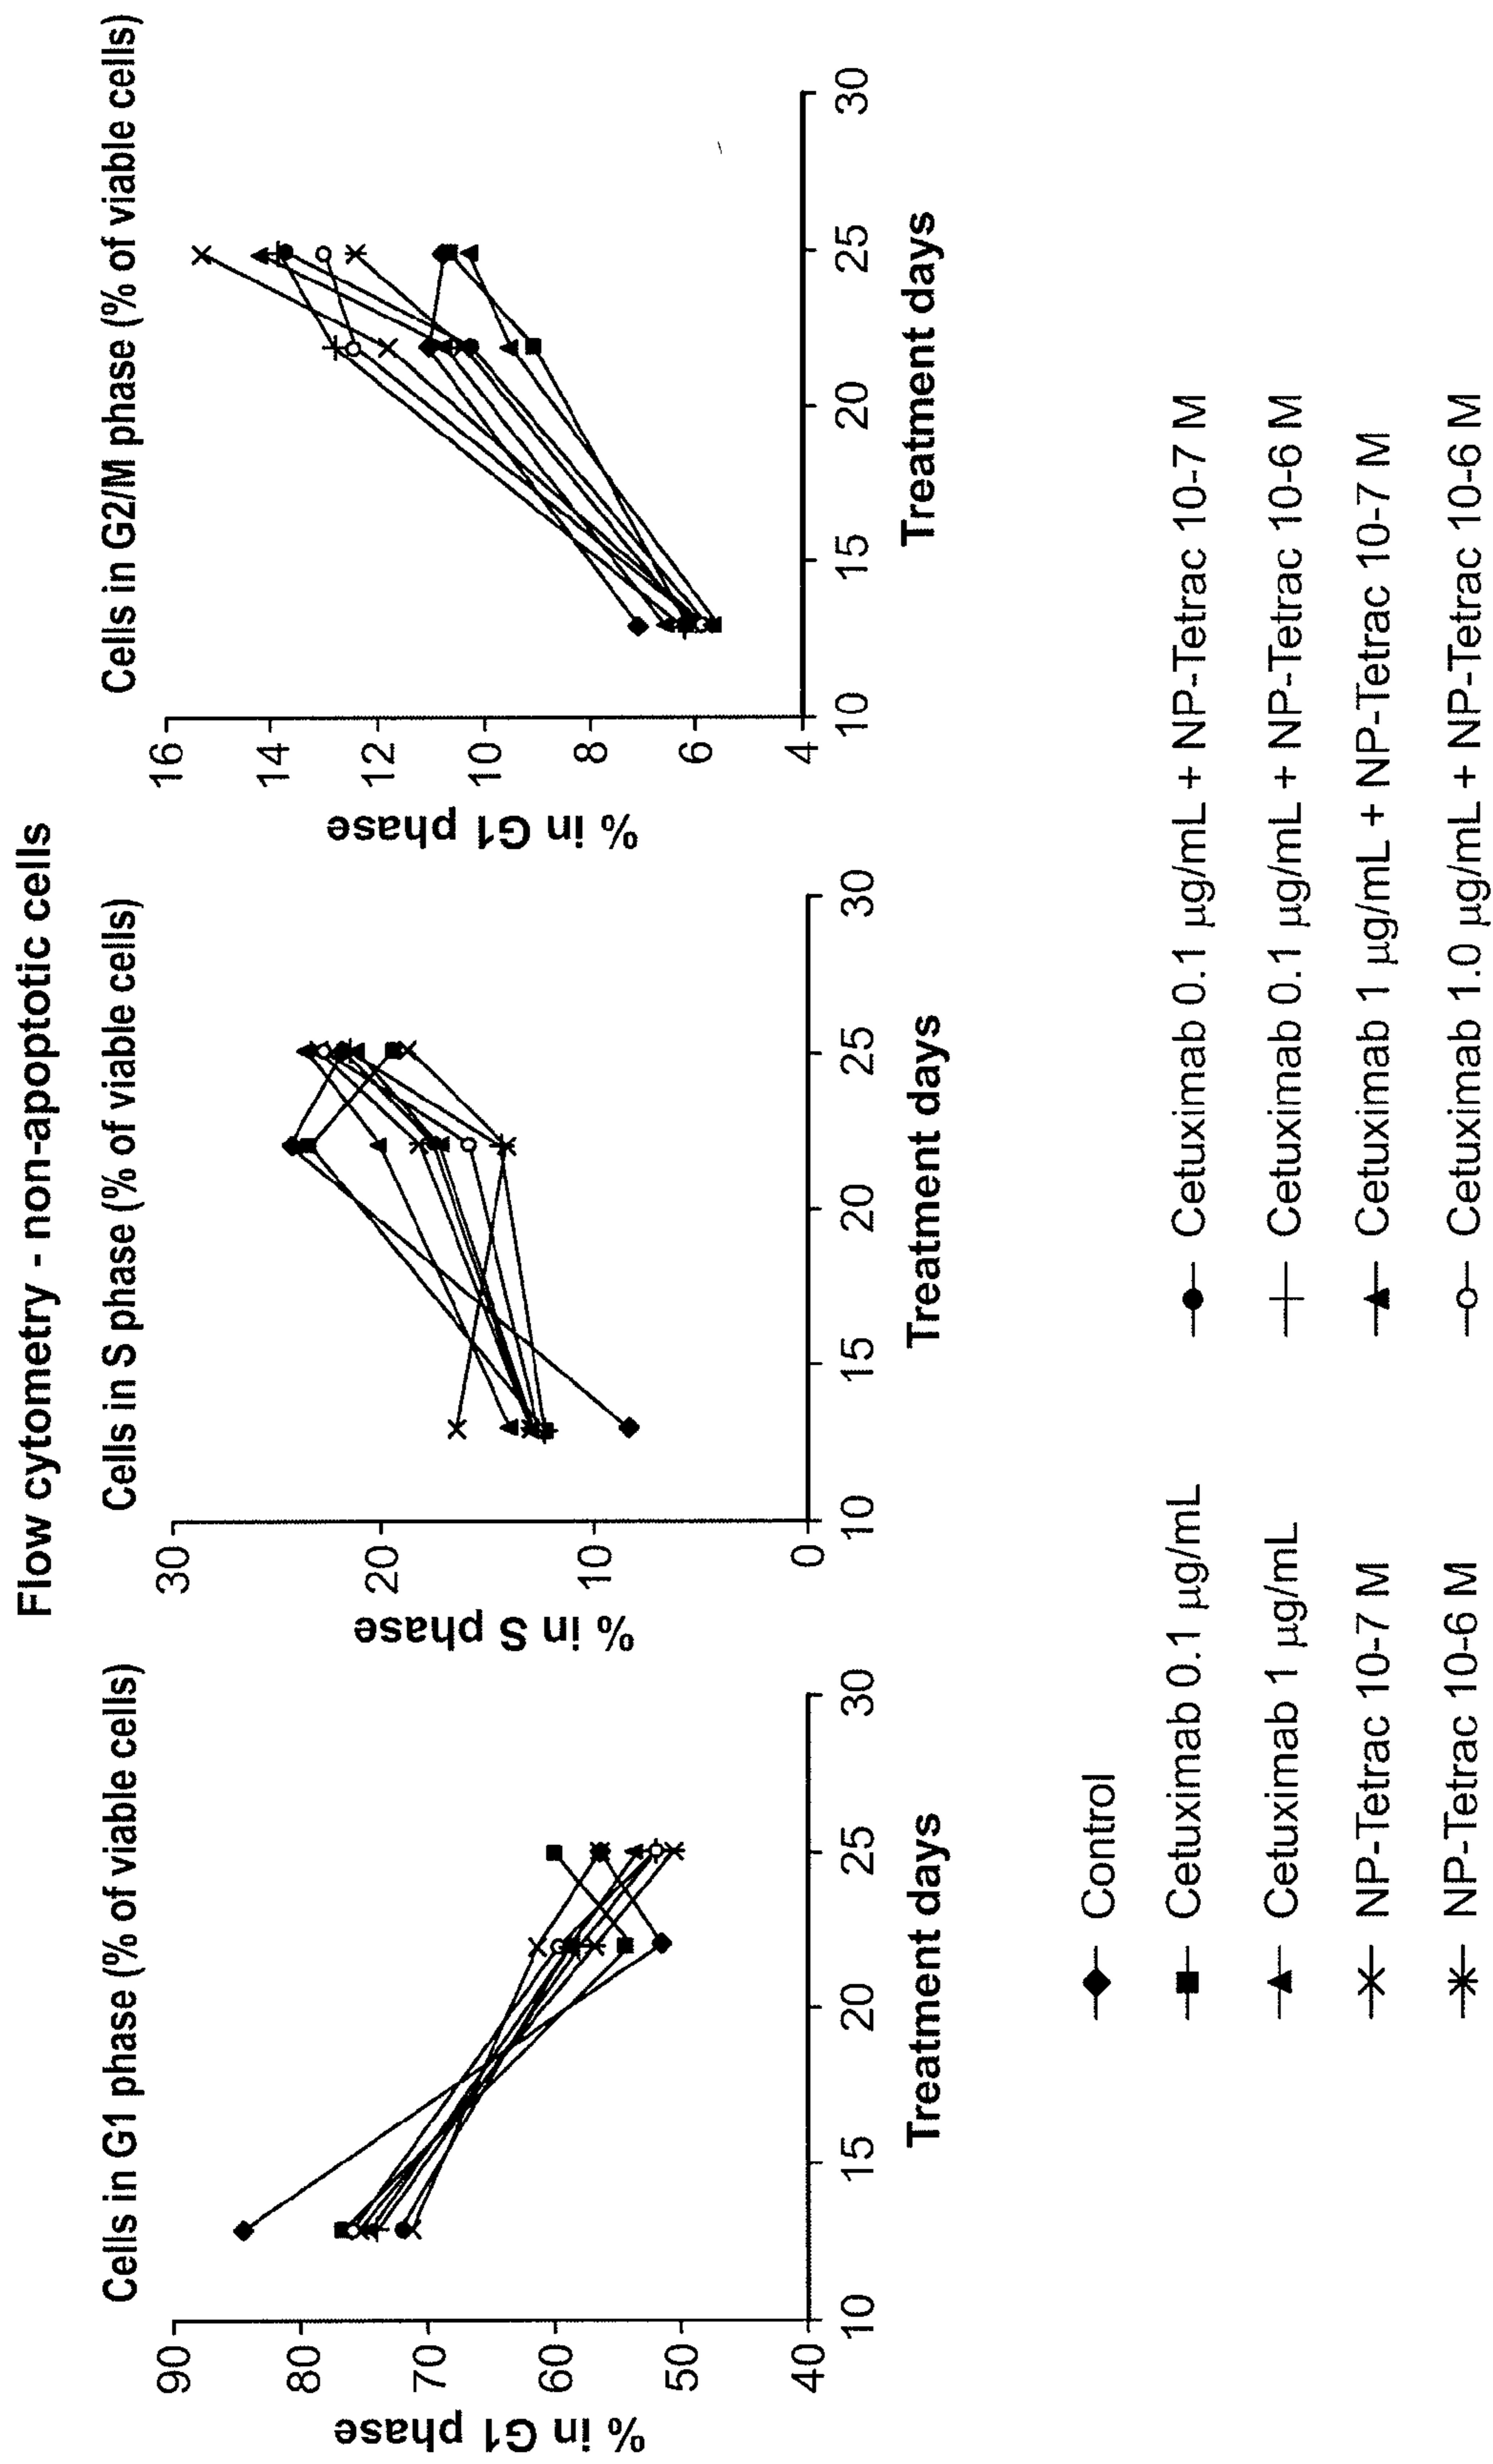 Flow cytometry - non-apoptotic cells
Cells in G1 phase (% of viable cells)
% in G1 phase
90
80
70
60
50
40
10
15
20
25
30
Treatment days
Cells in S phase (% of viable cells)
% in S phase
30
20
10
0
10
15
20
25
30
Treatment days
Cells in G2/M phase (% of viable cells)
% in G1 phase
16
14
12
10
8
6
4
10
15
20
25
30
Treatment days
Control
Cetuximab 0.1 µg/mL
Cetuximab 1 µg/mL
NP-Tetrac 10-7 M
NP-Tetrac 10-6 M
Cetuximab 0.1 µg/mL + NP-Tetrac 10-7 M
Cetuximab 0.1 µg/mL + NP-Tetrac 10-6 M
Cetuximab 1 µg/mL + NP-Tetrac 10-7 M
Cetuximab 1.0 µg/mL + NP-Tetrac 10-6 M